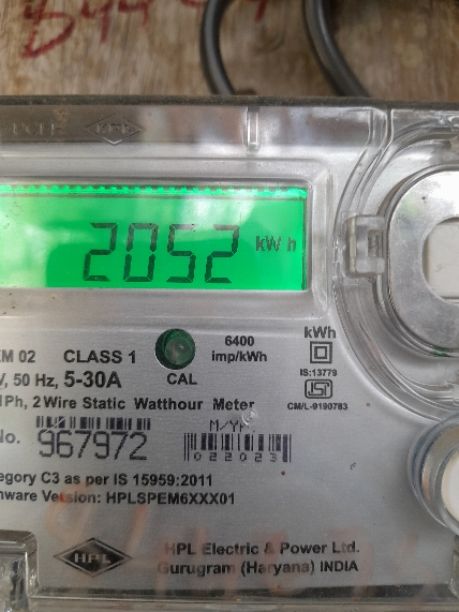 HPL
2052 kWh
6400
imp/kWh
kWh
M 02 CLASS 1
V, 50 Hz, 5-30A
CAL
IS:13779
CM/L-9190783
Ph, 2 Wire Static Watthour Meter
No. 967972
M/Yr.
022023
egory C3 as per IS 15959:2011
mware Version: HPLSPEM6XXX01
HPL
HPL Electric & Power Ltd.
Gurugram (Haryana) INDIA